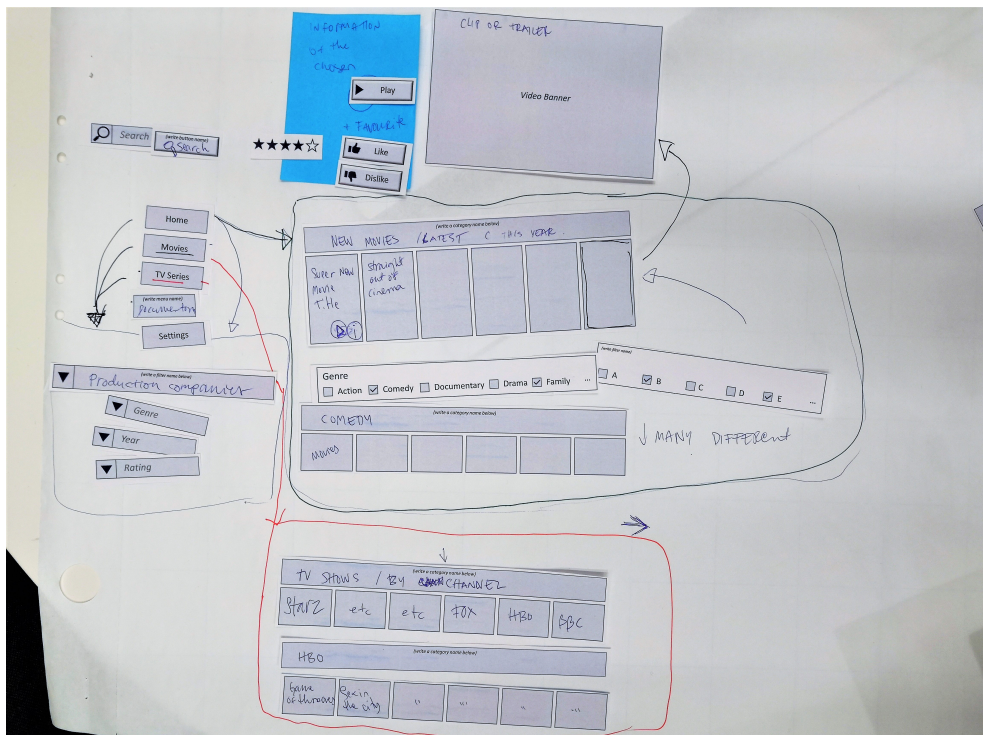 INFORMATION
of the
chosen
Play
+ FAVOURITE
Like
Dislike
CLIP OR TRAILER
Video Banner
Search
(write button name)
Search
Home
Movies
TV Series
(write menu name)
Settings
(write a filter name below)
Production companies
Genre
Year
Rating
(write a category name below)
NEW MOVIES / LATEST ( THIS YEAR.
Super New
Movie
Title
i
straight
out of
cinema
Genre
Action Comedy Documentary Drama Family ...
(write filter name)
A B C D E ...
(write a category name below)
COMEDY
Movies
↓ MANY DIFFERENT
(write a category name below)
TV SHOWS / BY CHANNEL
Starz etc etc FOX HBO BBC
(write a category name below)
HBO
Game
of thrones
Sex in
the city
" " " ...